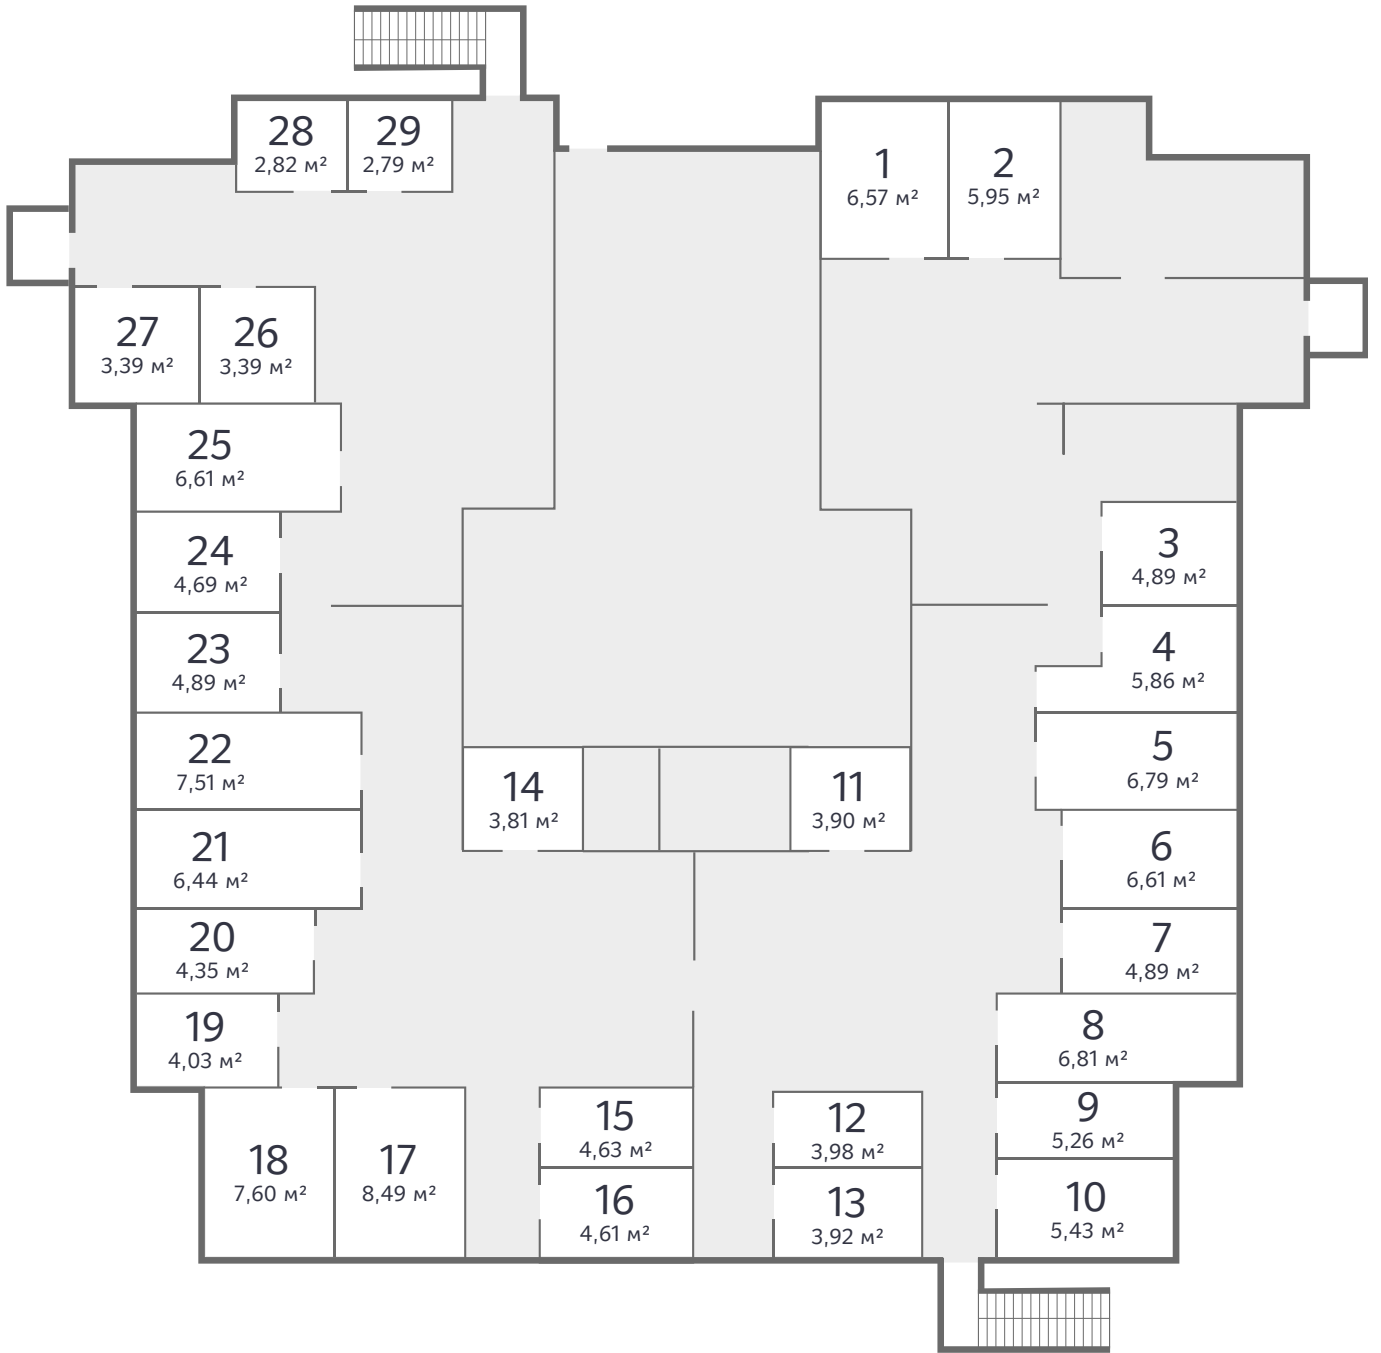 28
2,82 м²
29
2,79 м²
1
6,57 м²
2
5,95 м²
27
3,39 м²
26
3,39 м²
25
6,61 м²
24
4,69 м²
3
4,89 м²
23
4,89 м²
4
5,86 м²
22
7,51 м²
14
3,81 м²
11
3,90 м²
5
6,79 м²
21
6,44 м²
6
6,61 м²
20
4,35 м²
7
4,89 м²
19
4,03 м²
8
6,81 м²
18
7,60 м²
17
8,49 м²
15
4,63 м²
12
3,98 м²
9
5,26 м²
16
4,61 м²
13
3,92 м²
10
5,43 м²